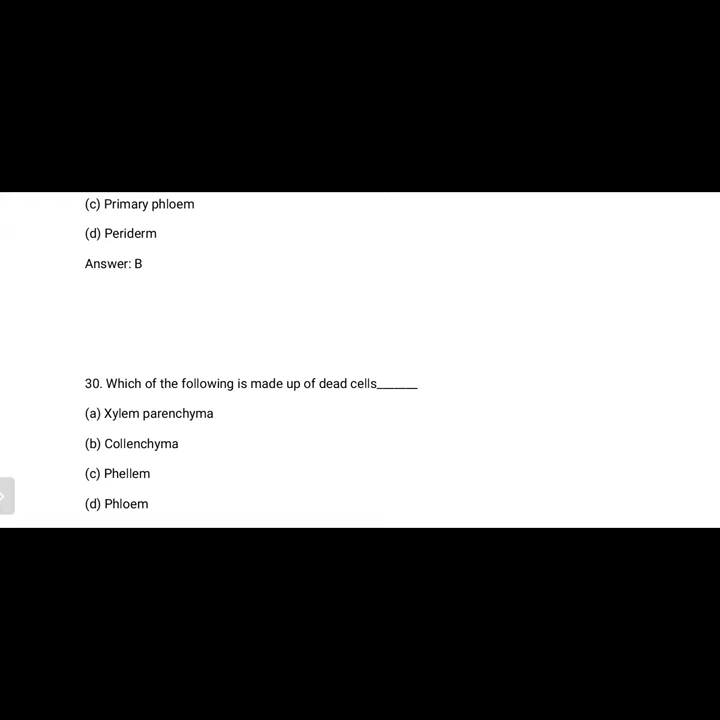 (c) Primary phloem
(d) Periderm
Answer: B
30. Which of the following is made up of dead cells_______
(a) Xylem parenchyma
(b) Collenchyma
(c) Phellem
(d) Phloem